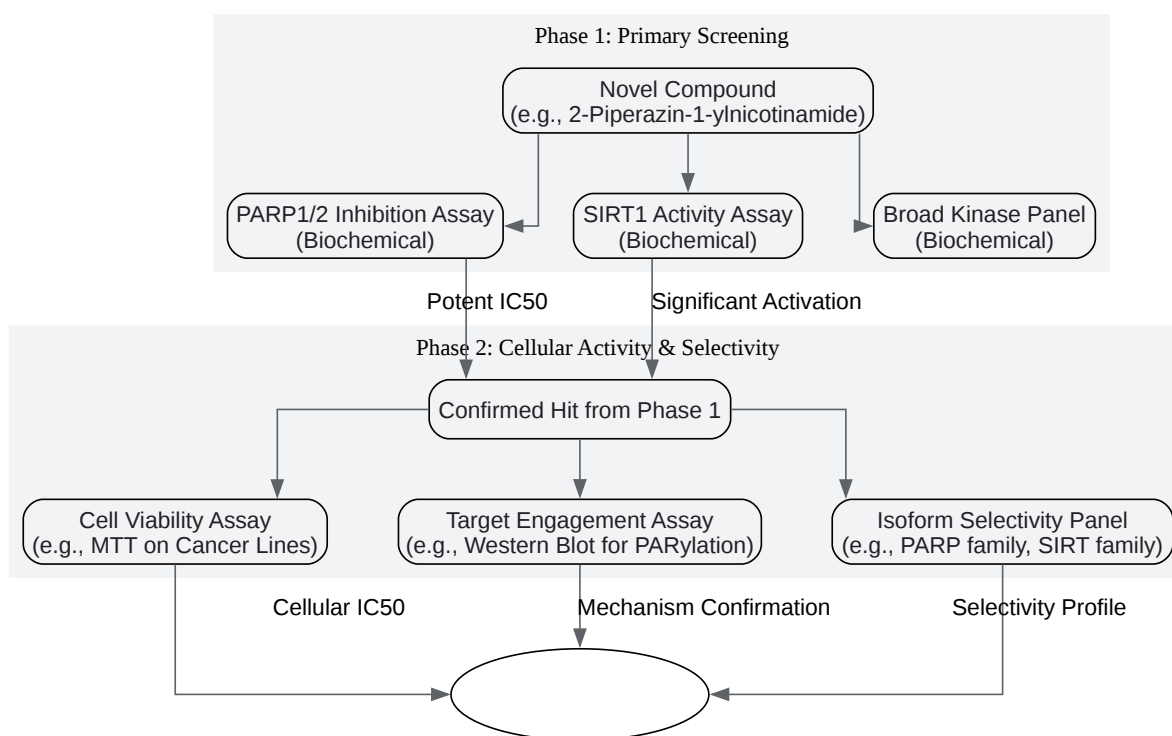 Phase 1: Primary Screening
Novel Compound
(e.g., 2-Piperazin-1-ylnicotinamide)
PARP1/2 Inhibition Assay
(Biochemical)
SIRT1 Activity Assay
(Biochemical)
Broad Kinase Panel
(Biochemical)
Potent IC50
Significant Activation
Phase 2: Cellular Activity & Selectivity
Confirmed Hit from Phase 1
Cell Viability Assay
(e.g., MTT on Cancer Lines)
Target Engagement Assay
(e.g., Western Blot for PARylation)
Isoform Selectivity Panel
(e.g., PARP family, SIRT family)
Cellular IC50
Mechanism Confirmation
Selectivity Profile